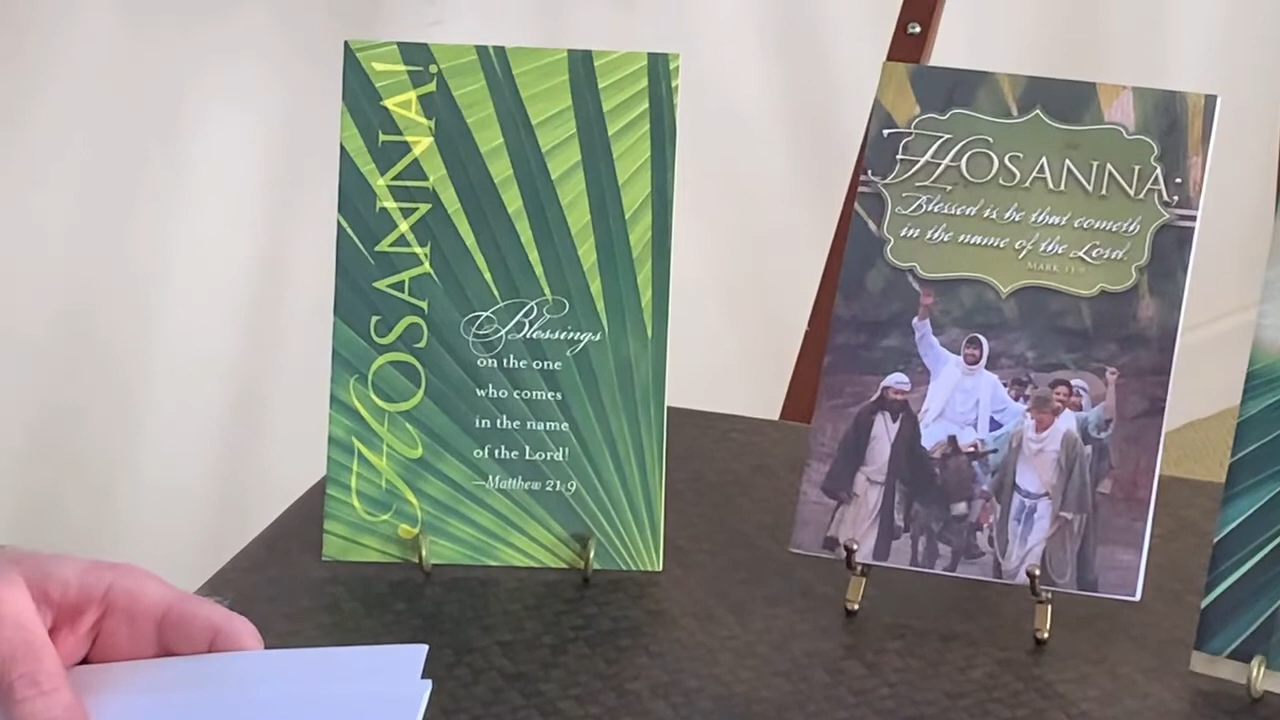 HOSANNA!
Blessings
on the one
who comes
in the name
of the Lord!
—Matthew 21:9
HOSANNA;
Blessed is he that cometh
in the name of the Lord.
MARK 11:9